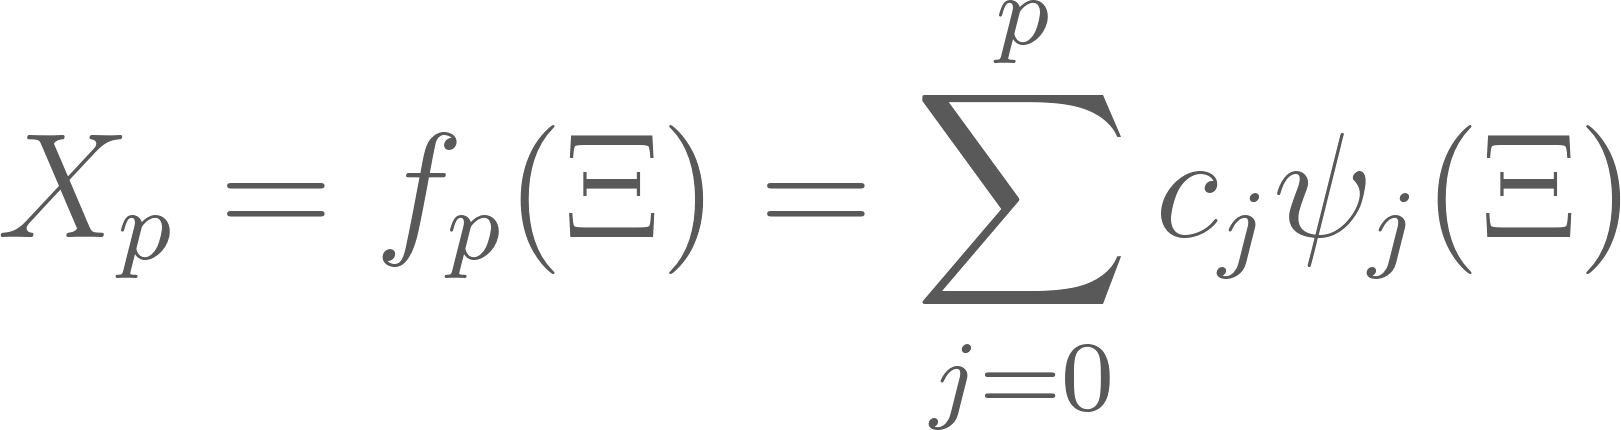 X_p = f_p(Ξ) = \sum_{j=0}^{p} c_j ψ_j(Ξ)